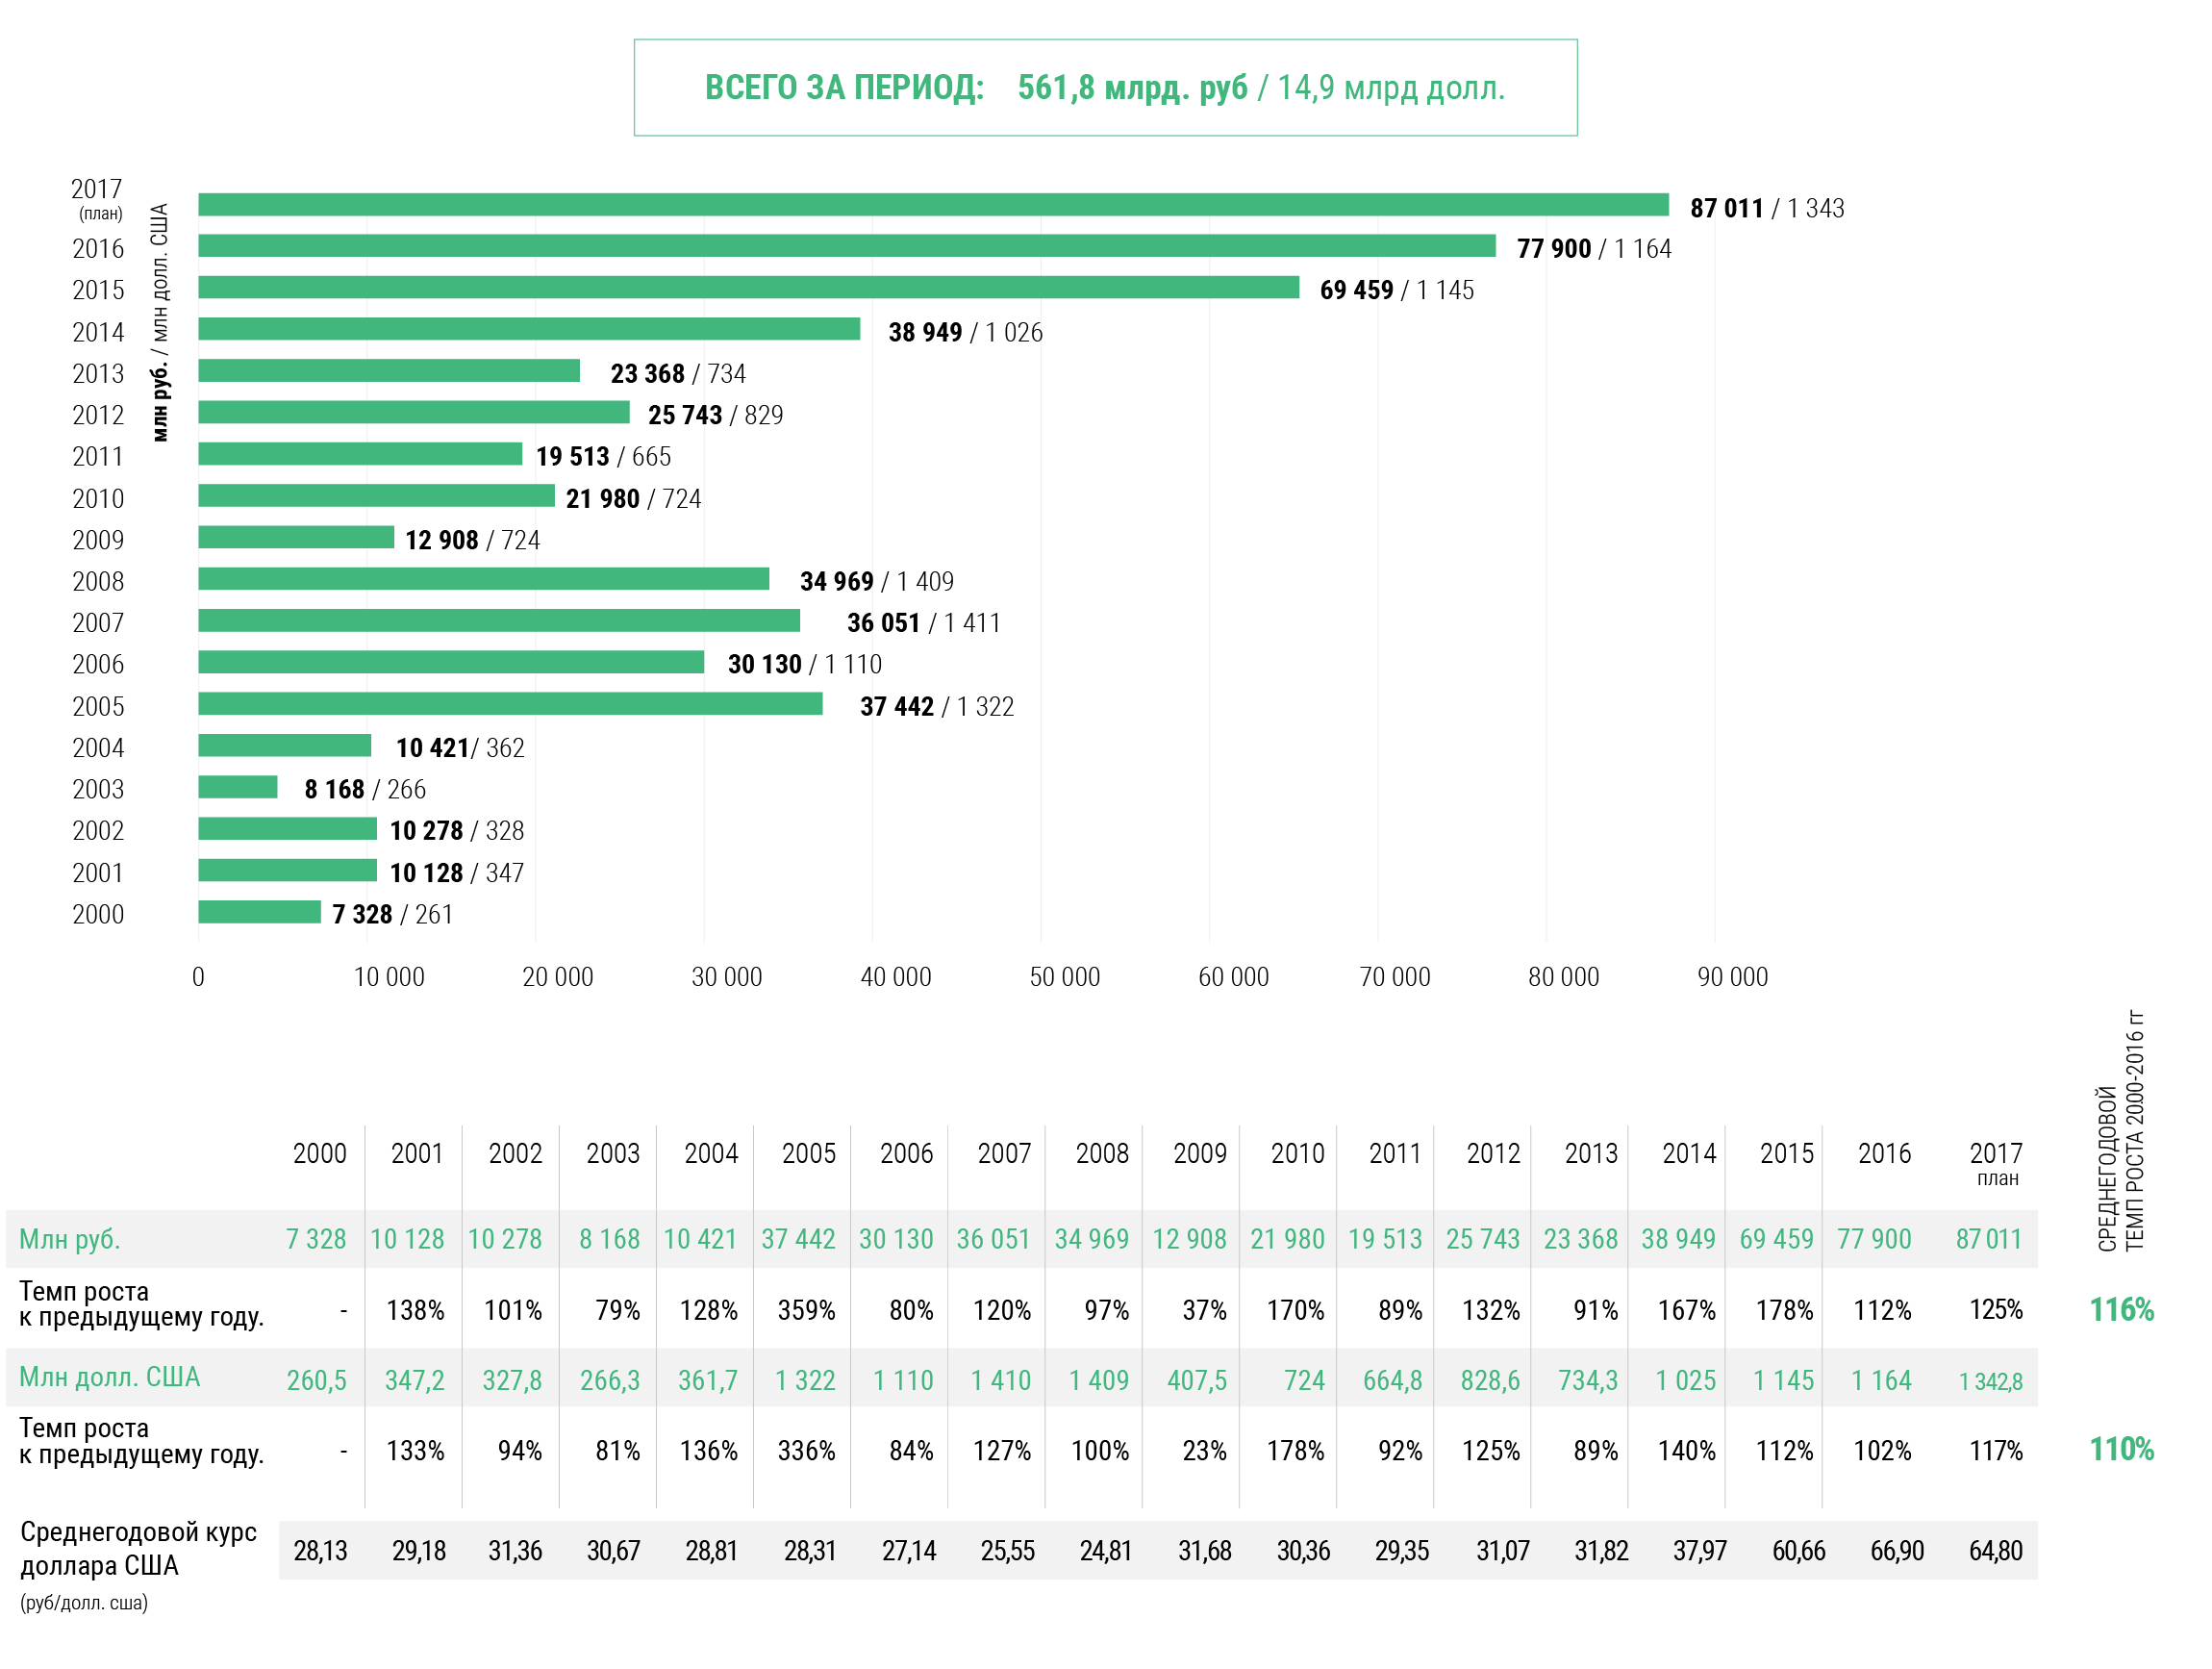 ВСЕГО ЗА ПЕРИОД: 561,8 млрд. руб / 14,9 млрд долл.
млн руб. / млн долл. США
2017 87 011 / 1 343
(план)
2016 77 900 / 1 164
2015 69 459 / 1 145
2014 38 949 / 1 026
2013 23 368 / 734
2012 25 743 / 829
2011 19 513 / 665
2010 21 980 / 724
2009 12 908 / 724
2008 34 969 / 1 409
2007 36 051 / 1 411
2006 30 130 / 1 110
2005 37 442 / 1 322
2004 10 421/ 362
2003 8 168 / 266
2002 10 278 / 328
2001 10 128 / 347
2000 7 328 / 261
0 10 000 20 000 30 000 40 000 50 000 60 000 70 000 80 000 90 000
СРЕДНЕГОДОВОЙ
ТЕМП РОСТА 2000-2016 гг
2000 2001 2002 2003 2004 2005 2006 2007 2008 2009 2010 2011 2012 2013 2014 2015 2016 2017
план
Млн руб. 7 328 10 128 10 278 8 168 10 421 37 442 30 130 36 051 34 969 12 908 21 980 19 513 25 743 23 368 38 949 69 459 77 900 87 011
Темп роста
к предыдущему году. - 138% 101% 79% 128% 359% 80% 120% 97% 37% 170% 89% 132% 91% 167% 178% 112% 125% 116%
Млн долл. США 260,5 347,2 327,8 266,3 361,7 1 322 1 110 1 410 1 409 407,5 724 664,8 828,6 734,3 1 025 1 145 1 164 1 342,8
Темп роста
к предыдущему году. - 133% 94% 81% 136% 336% 84% 127% 100% 23% 178% 92% 125% 89% 140% 112% 102% 117% 110%
Среднегодовой курс
доллара США 28,13 29,18 31,36 30,67 28,81 28,31 27,14 25,55 24,81 31,68 30,36 29,35 31,07 31,82 37,97 60,66 66,90 64,80
(руб/долл. сша)